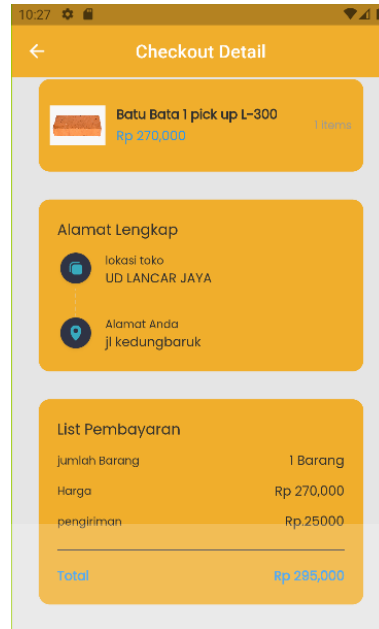 10:27
Checkout Detail
Batu Bata 1 pick up L-300
Rp 270,000
1 Items
Alamat Lengkap
lokasi toko
UD LANCAR JAYA
Alamat Anda
jl kedungbaruk
List Pembayaran
jumlah Barang 1 Barang
Harga Rp 270,000
pengiriman Rp.25000
Total Rp 295,000